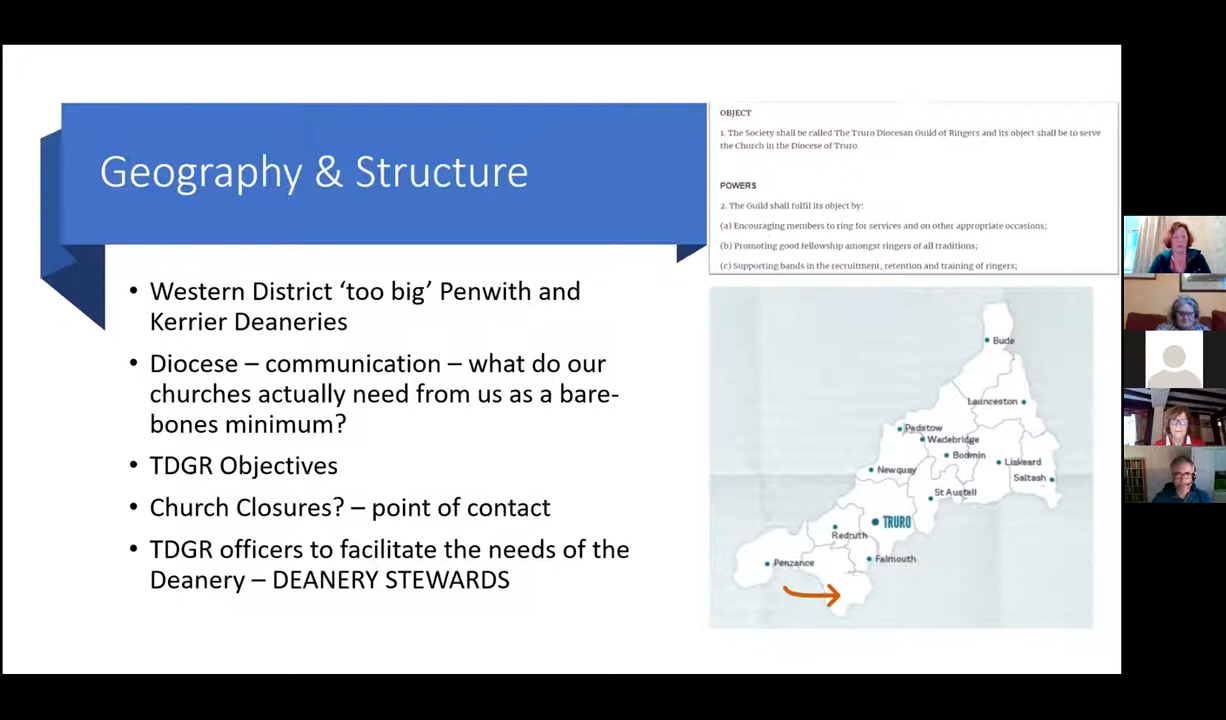 Geography & Structure
• Western District ‘too big’ Penwith and
Kerrier Deaneries
• Diocese – communication – what do our
churches actually need from us as a bare-
bones minimum?
• TDGR Objectives
• Church Closures? – point of contact
• TDGR officers to facilitate the needs of the
Deanery – DEANERY STEWARDS
OBJECT
1. The Society shall be called The Truro Diocesan Guild of Ringers and its object shall be to serve
the Church in the Diocese of Truro
POWERS
2. The Guild shall fulfil its object by:
(a) Encouraging members to ring for services and on other appropriate occasions;
(b) Promoting good fellowship amongst ringers of all traditions;
(c) Supporting bands in the recruitment, retention and training of ringers;
Bude
Launceston
Padstow
Wadebridge
Bodmin
Liskeard
Newquay
Saltash
St Austell
TRURO
Redruth
Falmouth
Penzance